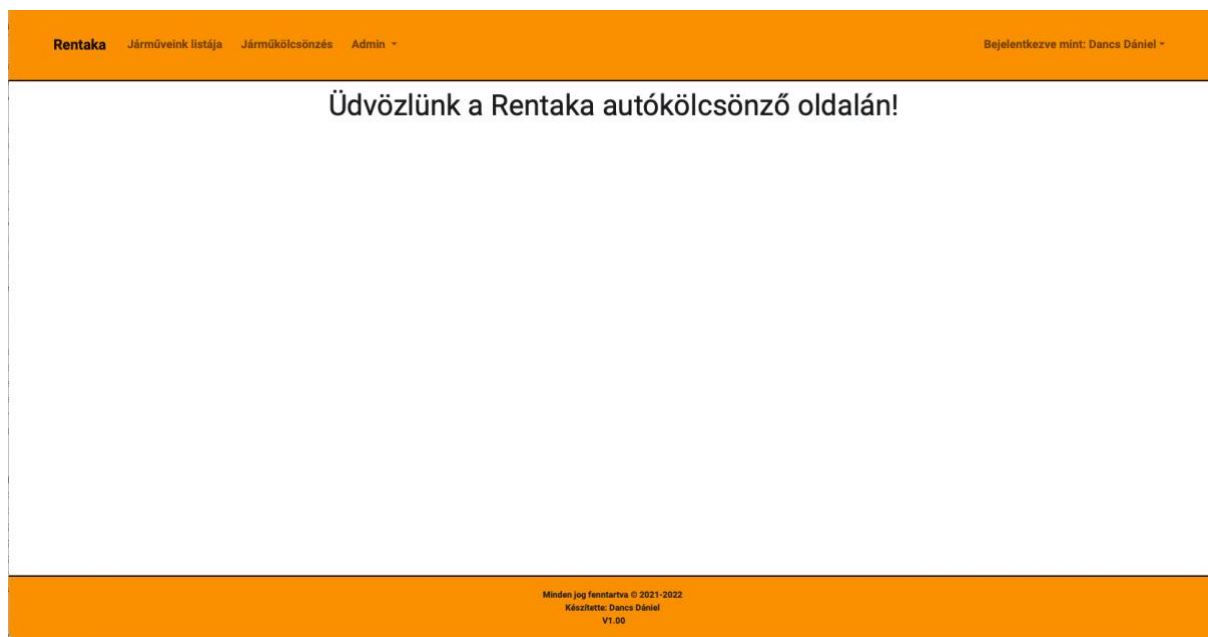 Rentaka Járműveink listája Járműkölcsönzés Admin Bejelentkezve mint: Dancs Dániel
Üdvözlünk a Rentaka autókölcsönző oldalán!
Minden jog fenntartva © 2021-2022
Készítette: Dancs Dániel
V1.00